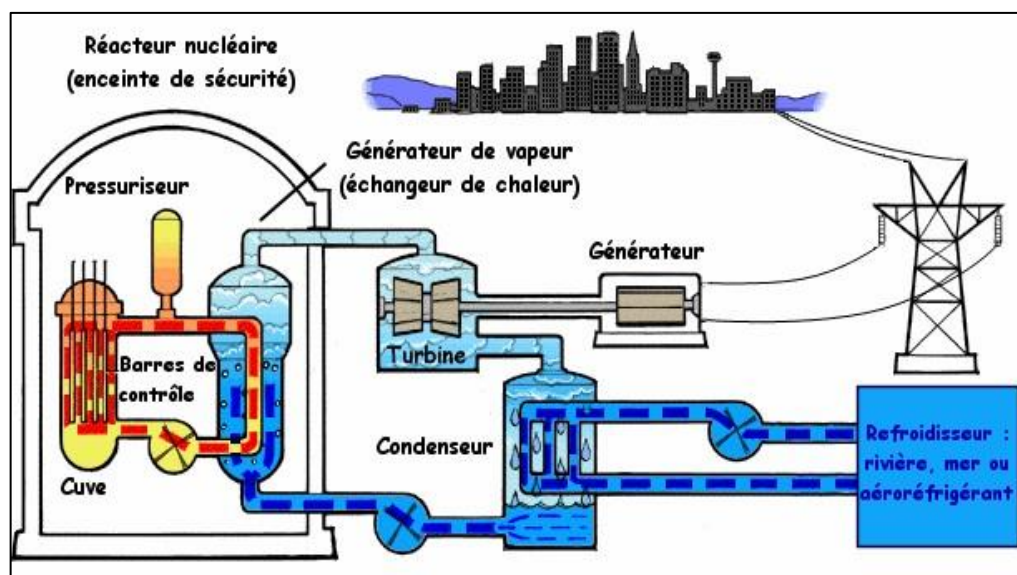 Réacteur nucléaire
(enceinte de sécurité)
Générateur de vapeur
(échangeur de chaleur)
Pressuriseur
Générateur
Turbine
Barres de
contrôle
Condenseur
Cuve
Refroidisseur :
rivière, mer ou
aéroréfrigérant